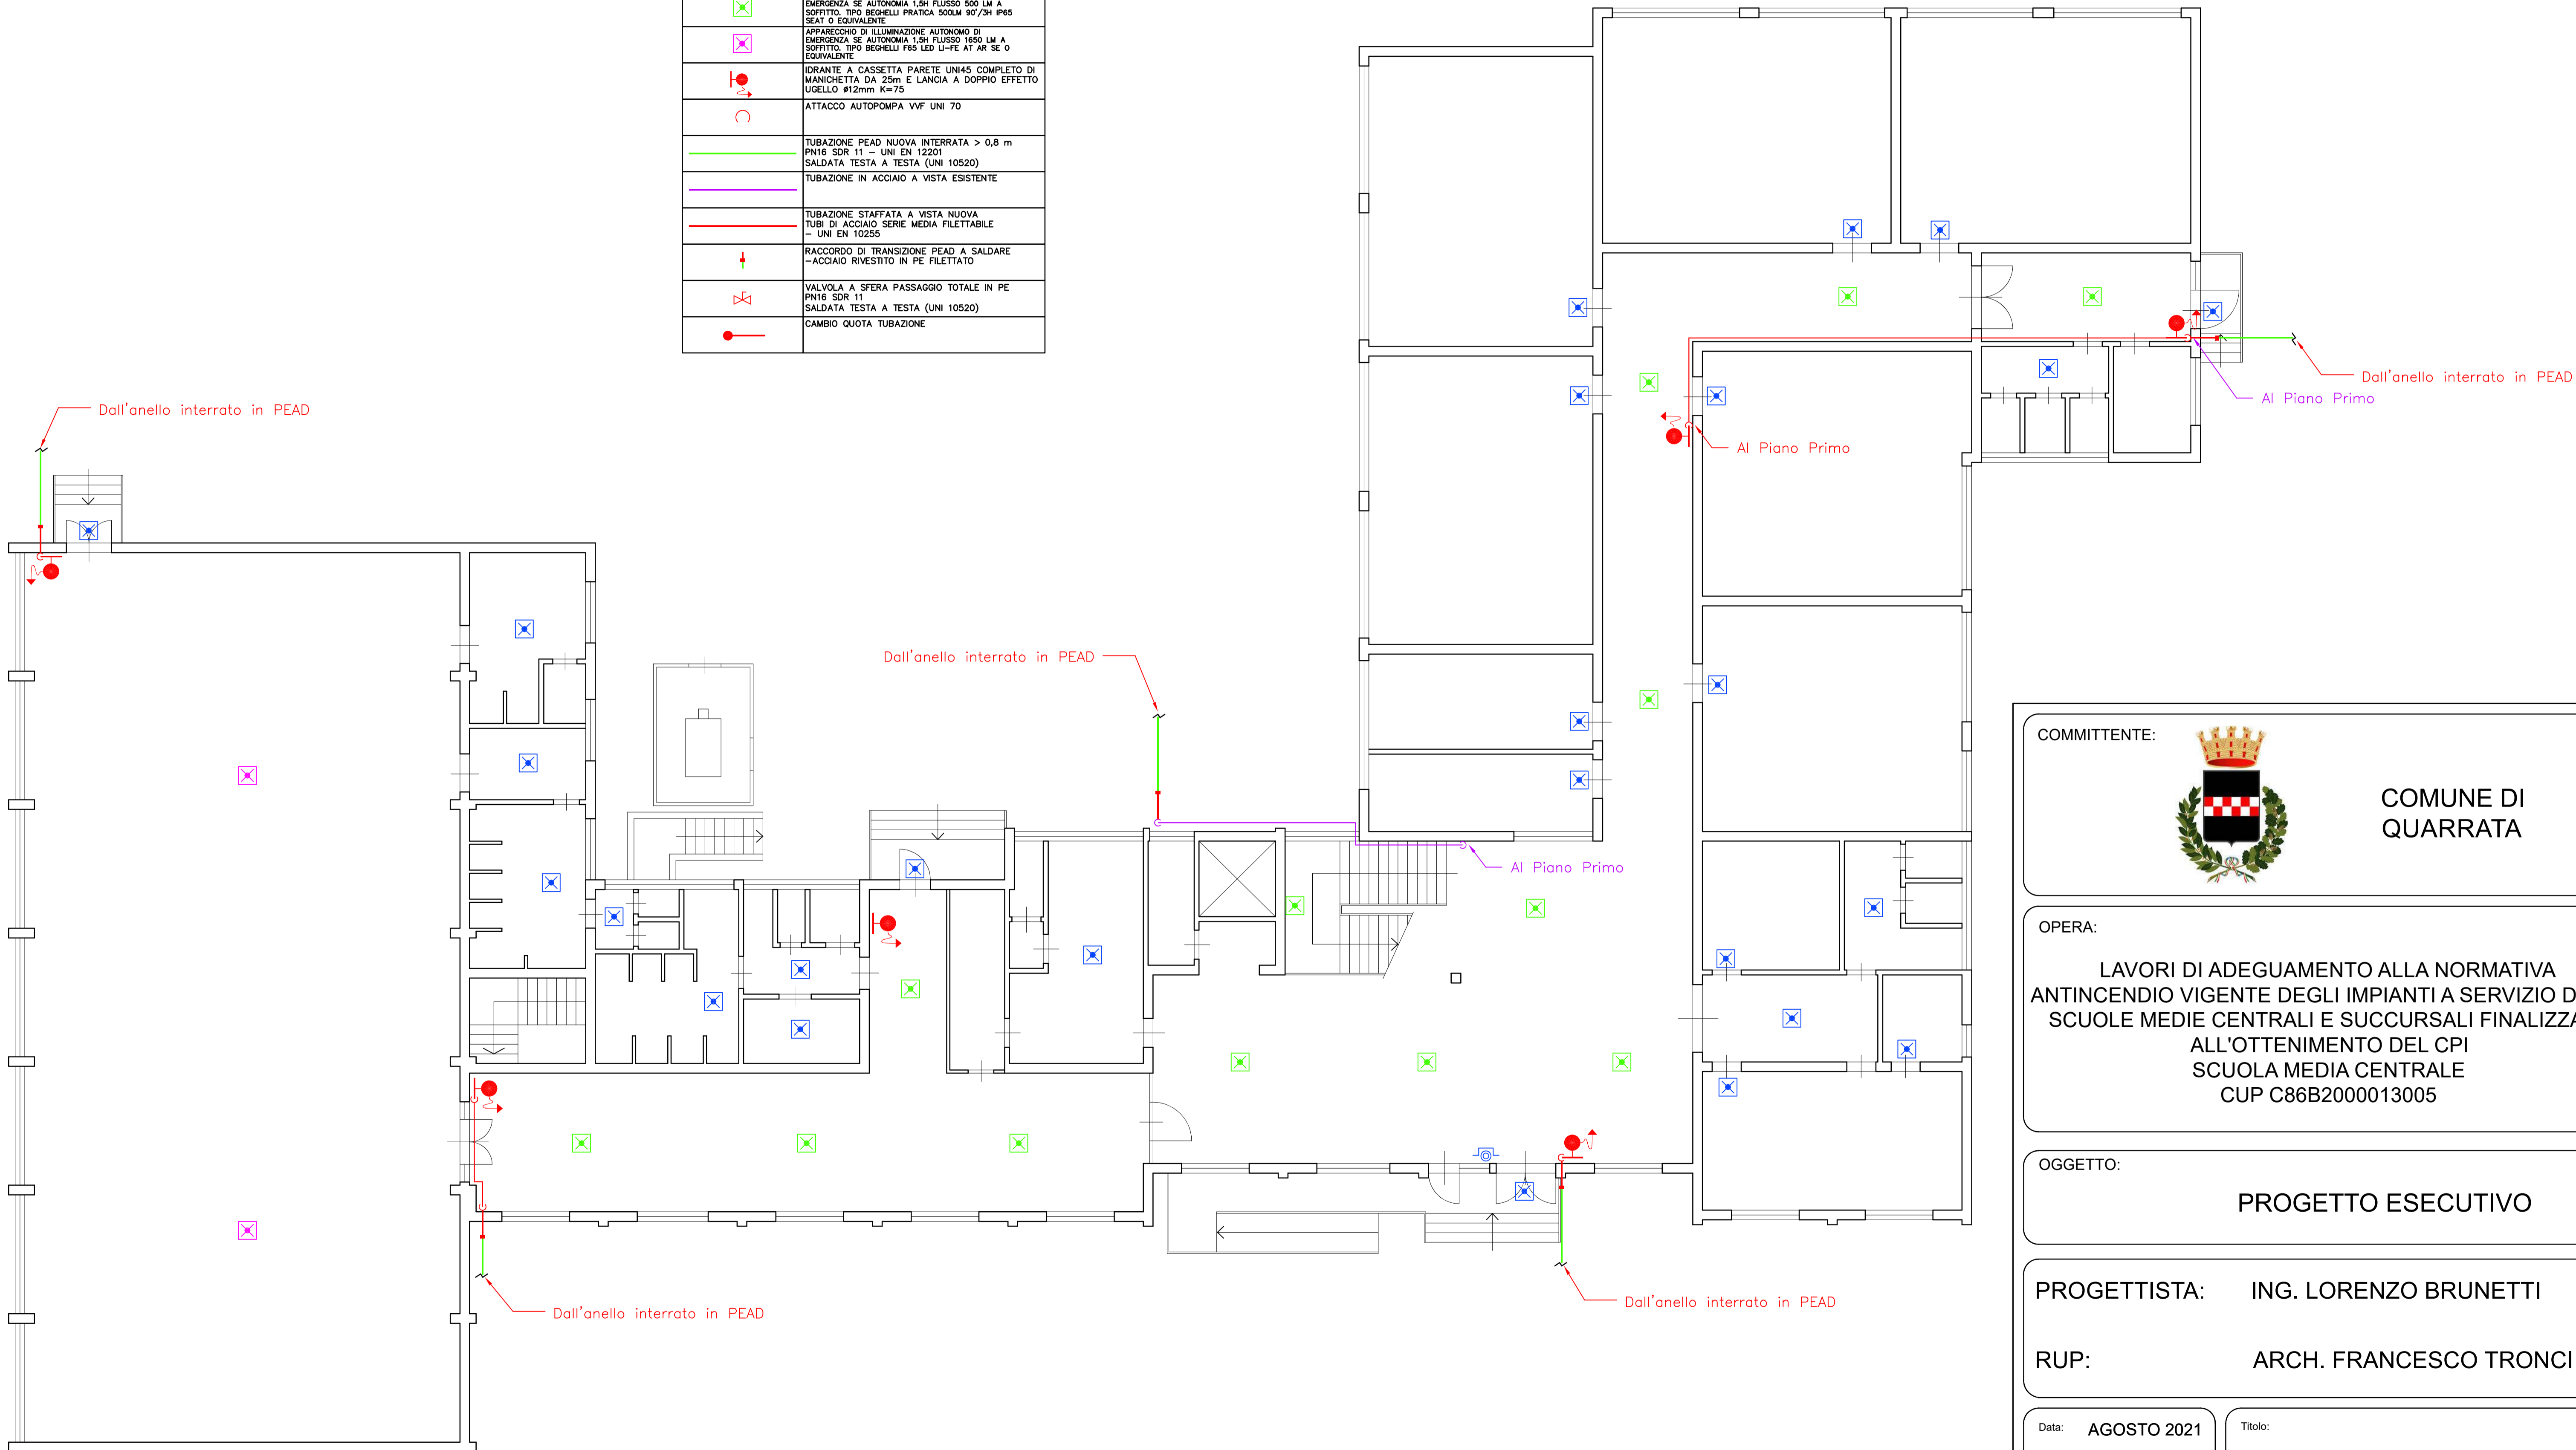 EMERGENZA SE AUTONOMIA 1,5H FLUSSO 500 LM A
SOFFITTO. TIPO BEGHELLI PRATICA 500LM 90'/3H IP65
SEAT O EQUIVALENTE
APPARECCHIO DI ILLUMINAZIONE AUTONOMO DI
EMERGENZA SE AUTONOMIA 1,5H FLUSSO 1650 LM A
SOFFITTO. TIPO BEGHELLI F65 LED LI-FE AT AR SE O
EQUIVALENTE
IDRANTE A CASSETTA PARETE UNI45 COMPLETO DI
MANICHETTA DA 25m E LANCIA A DOPPIO EFFETTO
UGELLO ø12mm K=75
ATTACCO AUTOPOMPA VVF UNI 70
TUBAZIONE PEAD NUOVA INTERRATA > 0,8 m
PN16 SDR 11 - UNI EN 12201
SALDATA TESTA A TESTA (UNI 10520)
TUBAZIONE IN ACCIAIO A VISTA ESISTENTE
TUBAZIONE STAFFATA A VISTA NUOVA
TUBI DI ACCIAIO SERIE MEDIA FILETTABILE
- UNI EN 10255
RACCORDO DI TRANSIZIONE PEAD A SALDARE
-ACCIAIO RIVESTITO IN PE FILETTATO
VALVOLA A SFERA PASSAGGIO TOTALE IN PE
PN16 SDR 11
SALDATA TESTA A TESTA (UNI 10520)
CAMBIO QUOTA TUBAZIONE
Dall'anello interrato in PEAD
Al Piano Primo
Dall'anello interrato in PEAD
Al Piano Primo
Dall'anello interrato in PEAD
Al Piano Primo
Dall'anello interrato in PEAD
Dall'anello interrato in PEAD
COMMITTENTE:
COMUNE DI
QUARRATA
OPERA:
LAVORI DI ADEGUAMENTO ALLA NORMATIVA
ANTINCENDIO VIGENTE DEGLI IMPIANTI A SERVIZIO D
SCUOLE MEDIE CENTRALI E SUCCURSALI FINALIZZA
ALL'OTTENIMENTO DEL CPI
SCUOLA MEDIA CENTRALE
CUP C86B2000013005
OGGETTO:
PROGETTO ESECUTIVO
PROGETTISTA: ING. LORENZO BRUNETTI
RUP: ARCH. FRANCESCO TRONCI
Data: AGOSTO 2021
Titolo: